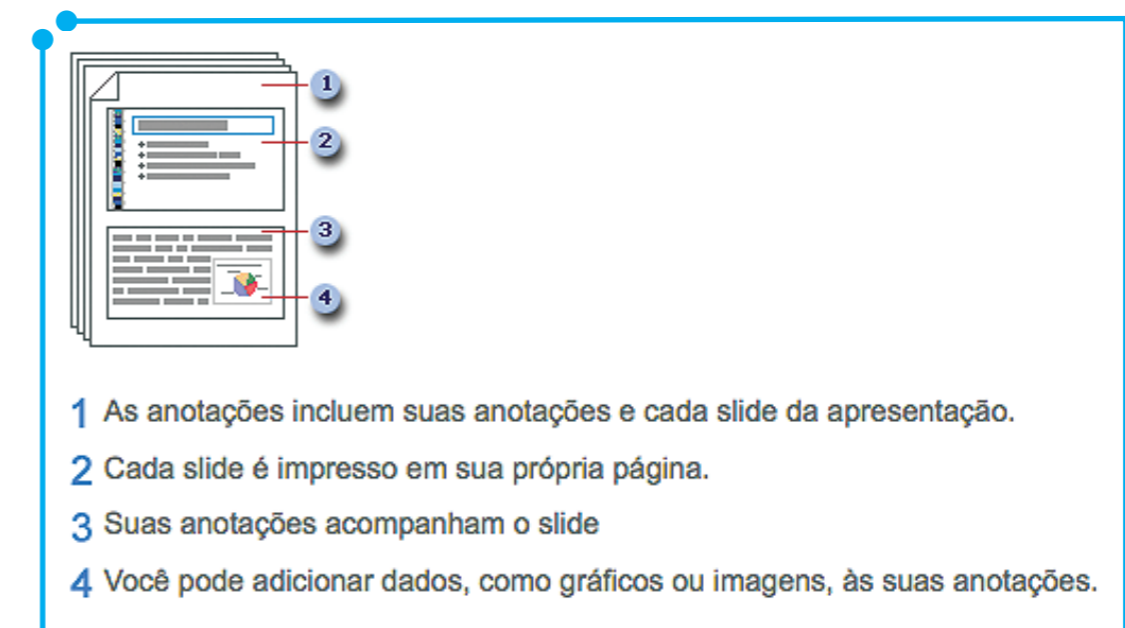 1
2
3
4
1 As anotações incluem suas anotações e cada slide da apresentação.
2 Cada slide é impresso em sua própria página.
3 Suas anotações acompanham o slide
4 Você pode adicionar dados, como gráficos ou imagens, às suas anotações.